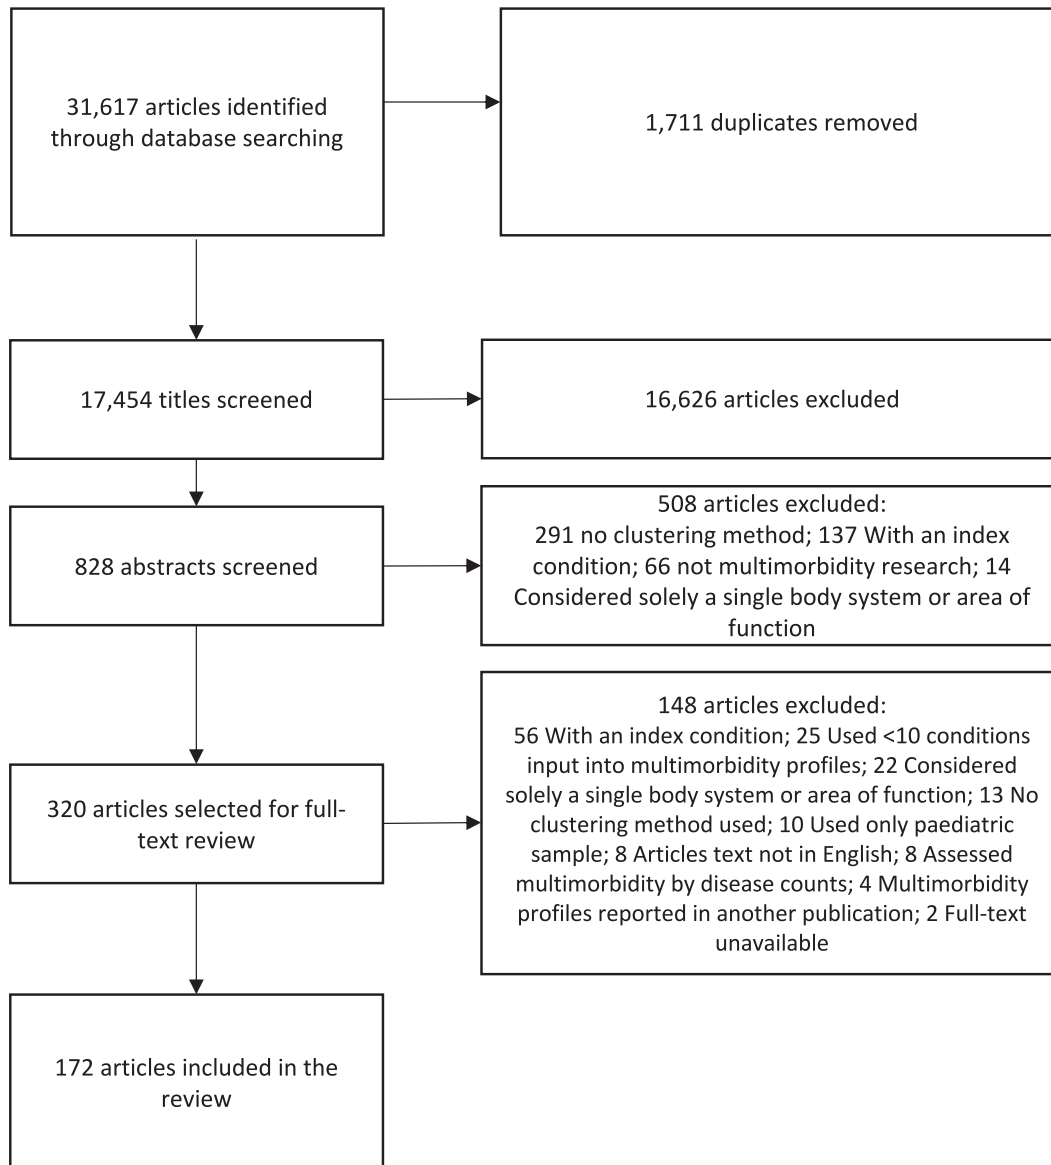 31,617 articles identified
through database searching
1,711 duplicates removed
17,454 titles screened
16,626 articles excluded
828 abstracts screened
508 articles excluded:
291 no clustering method; 137 With an index
condition; 66 not multimorbidity research; 14
Considered solely a single body system or area of
function
320 articles selected for full-
text review
148 articles excluded:
56 With an index condition; 25 Used <10 conditions
input into multimorbidity profiles; 22 Considered
solely a single body system or area of function; 13 No
clustering method used; 10 Used only paediatric
sample; 8 Articles text not in English; 8 Assessed
multimorbidity by disease counts; 4 Multimorbidity
profiles reported in another publication; 2 Full-text
unavailable
172 articles included in the
review